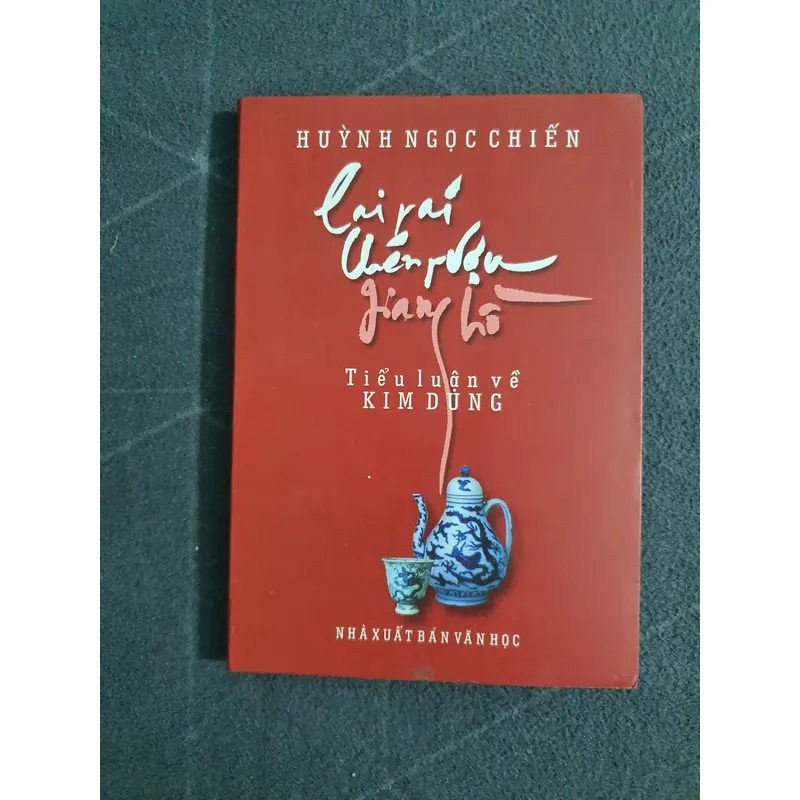 HUỲNH NGỌC CHIẾN
lai rai
chén rượu
giang hồ
Tiểu luận về
KIM DUNG
NHÀ XUẤT BẢN VĂN HỌC